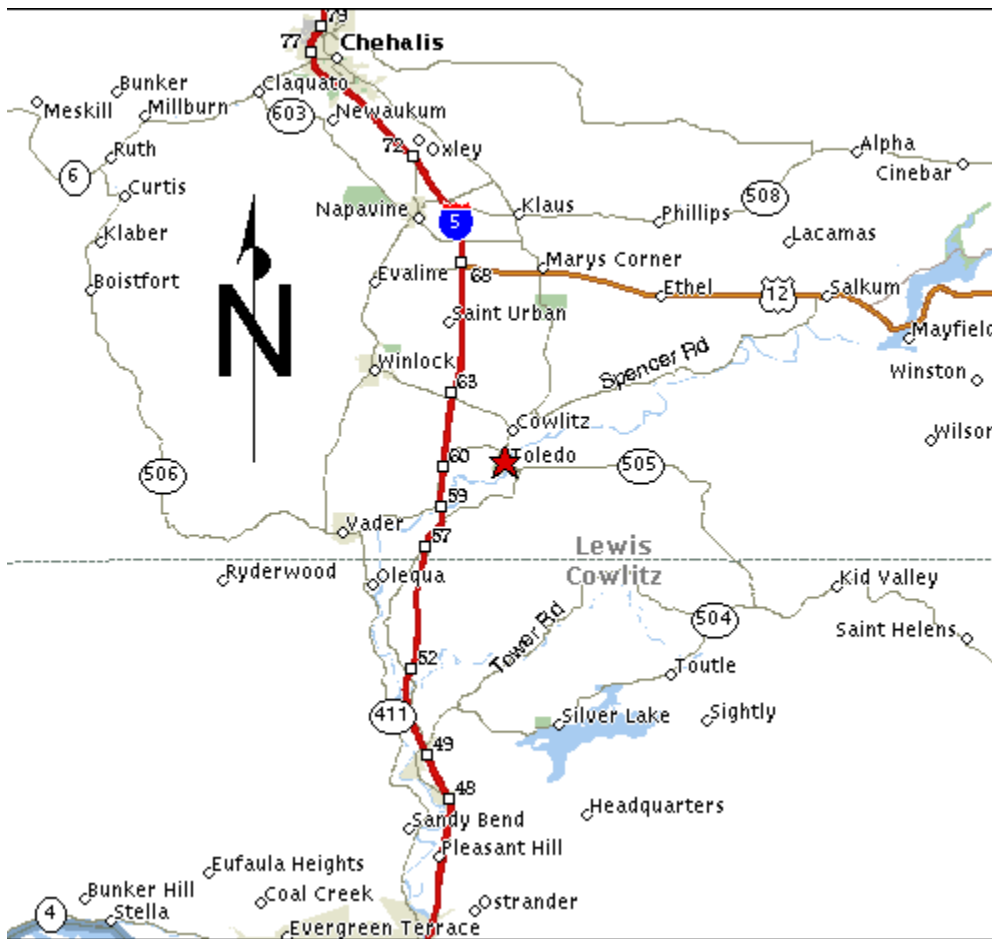 79
77
Chehalis
Bunker
Claquato
Meskill
Millburn
603
Newaukum
72
Oxley
Ruth
Alpha
Cinebar
6
Curtis
508
Napavine
Klaus
Phillips
5
Klaber
Lacamas
Boistfort
Evaline
68
Marys Corner
Ethel
12
Salkum
N
Saint Urban
Mayfield
Spencer Rd
Winlock
Winston
63
Cowlitz
Wilson
60
Toledo
505
506
59
Vader
57
Lewis
Cowlitz
Ryderwood
Olequa
Kid Valley
504
Tower Rd
Saint Helens
52
Toutle
411
Silver Lake
Sightly
49
48
Headquarters
Sandy Bend
Pleasant Hill
Eufaula Heights
Bunker Hill
Coal Creek
Ostrander
4
Stella
Evergreen Terrace